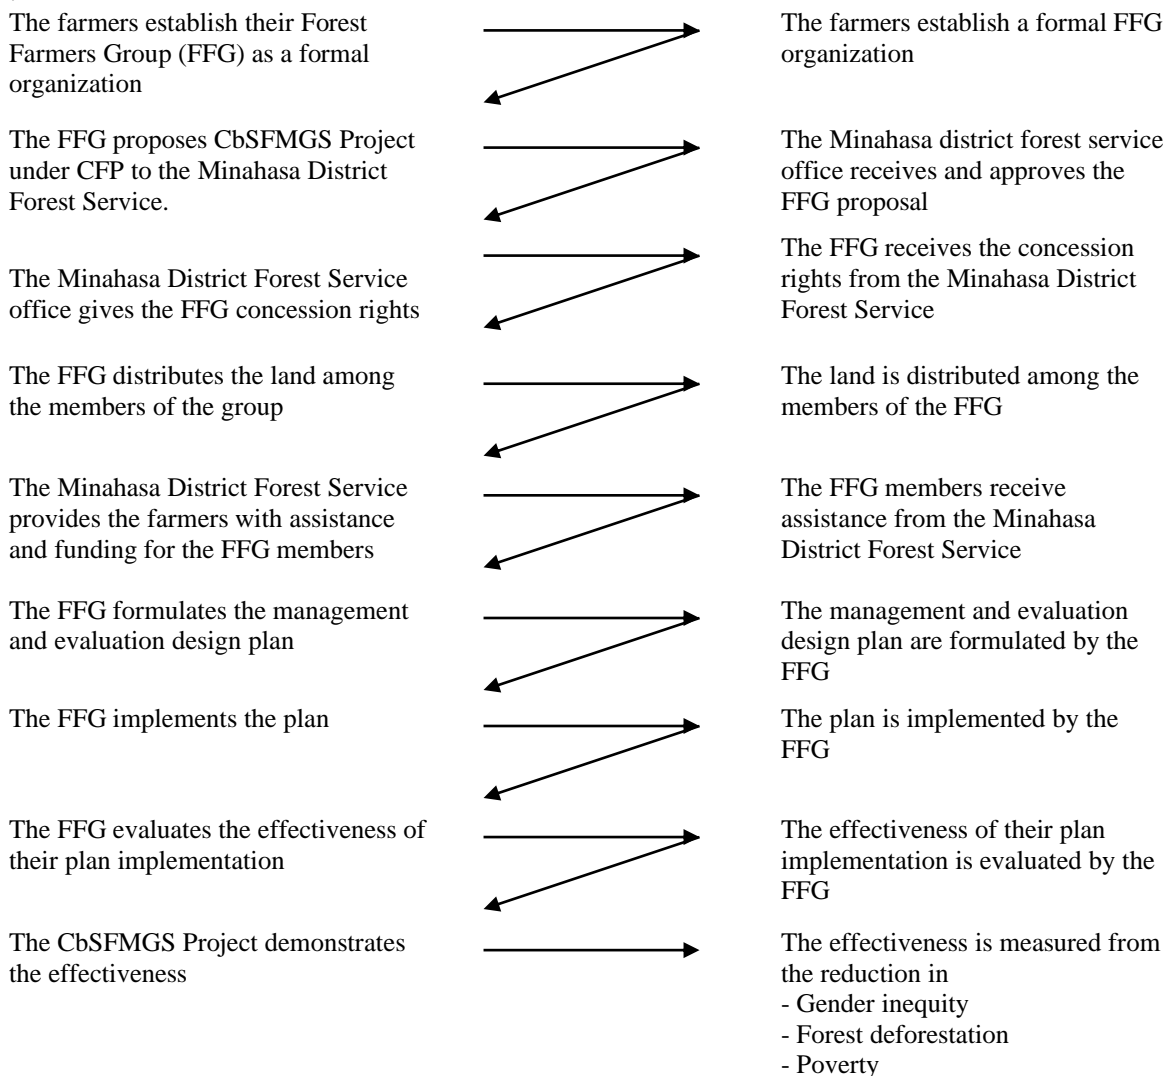 The farmers establish their Forest
Farmers Group (FFG) as a formal
organization
The farmers establish a formal FFG
organization
The FFG proposes CbSFMGS Project
under CFP to the Minahasa District
Forest Service.
The Minahasa district forest service
office receives and approves the
FFG proposal
The Minahasa District Forest Service
office gives the FFG concession rights
The FFG receives the concession
rights from the Minahasa District
Forest Service
The FFG distributes the land among
the members of the group
The land is distributed among the
members of the FFG
The Minahasa District Forest Service
provides the farmers with assistance
and funding for the FFG members
The FFG members receive
assistance from the Minahasa
District Forest Service
The FFG formulates the management
and evaluation design plan
The management and evaluation
design plan are formulated by the
FFG
The FFG implements the plan
The plan is implemented by the
FFG
The FFG evaluates the effectiveness of
their plan implementation
The effectiveness of their plan
implementation is evaluated by the
FFG
The CbSFMGS Project demonstrates
the effectiveness
The effectiveness is measured from
the reduction in
- Gender inequity
- Forest deforestation
- Poverty